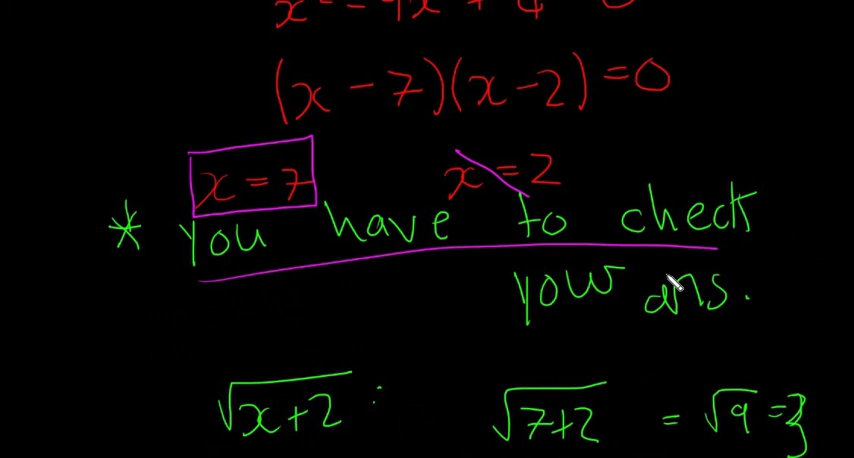 (x - 7)(x - 2) = 0
x = 7 x = 2
* You have to check
your ans.
√x+2 : √7+2 = √9 = 3